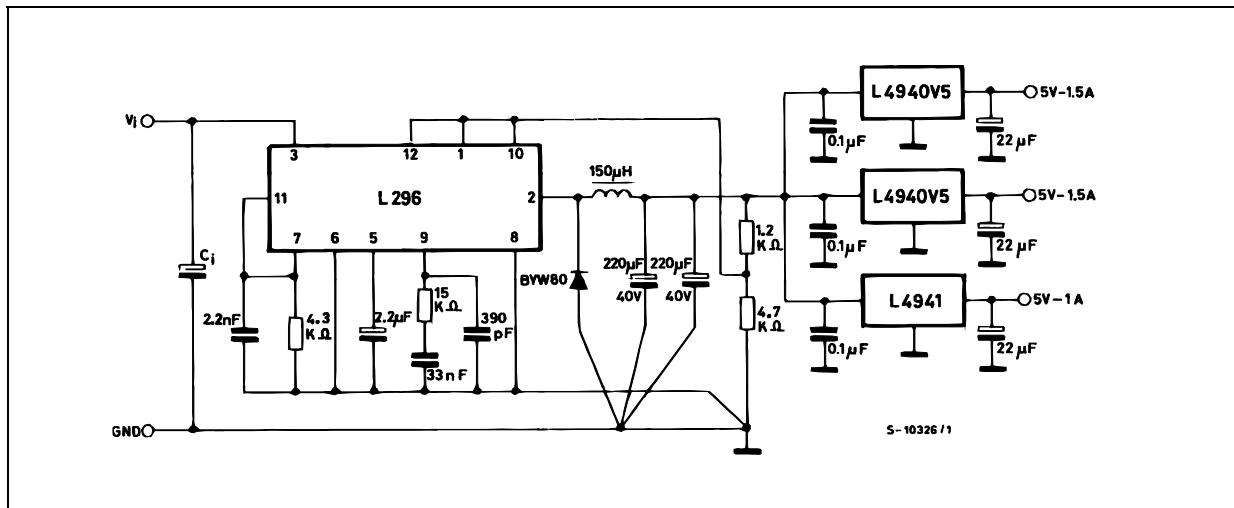 Vi
3
12
1
10
L296
2
11
7
6
5
9
8
Ci
2.2nF
4.3
KΩ
2.2µF
15
KΩ
33nF
390
pF
BYW80
150µH
220µF
40V
220µF
40V
1.2
KΩ
4.7
KΩ
GND
L4940V5
0.1µF
22µF
5V-1.5A
L4940V5
0.1µF
22µF
5V-1.5A
L4941
0.1µF
22µF
5V-1A
S-10326/1